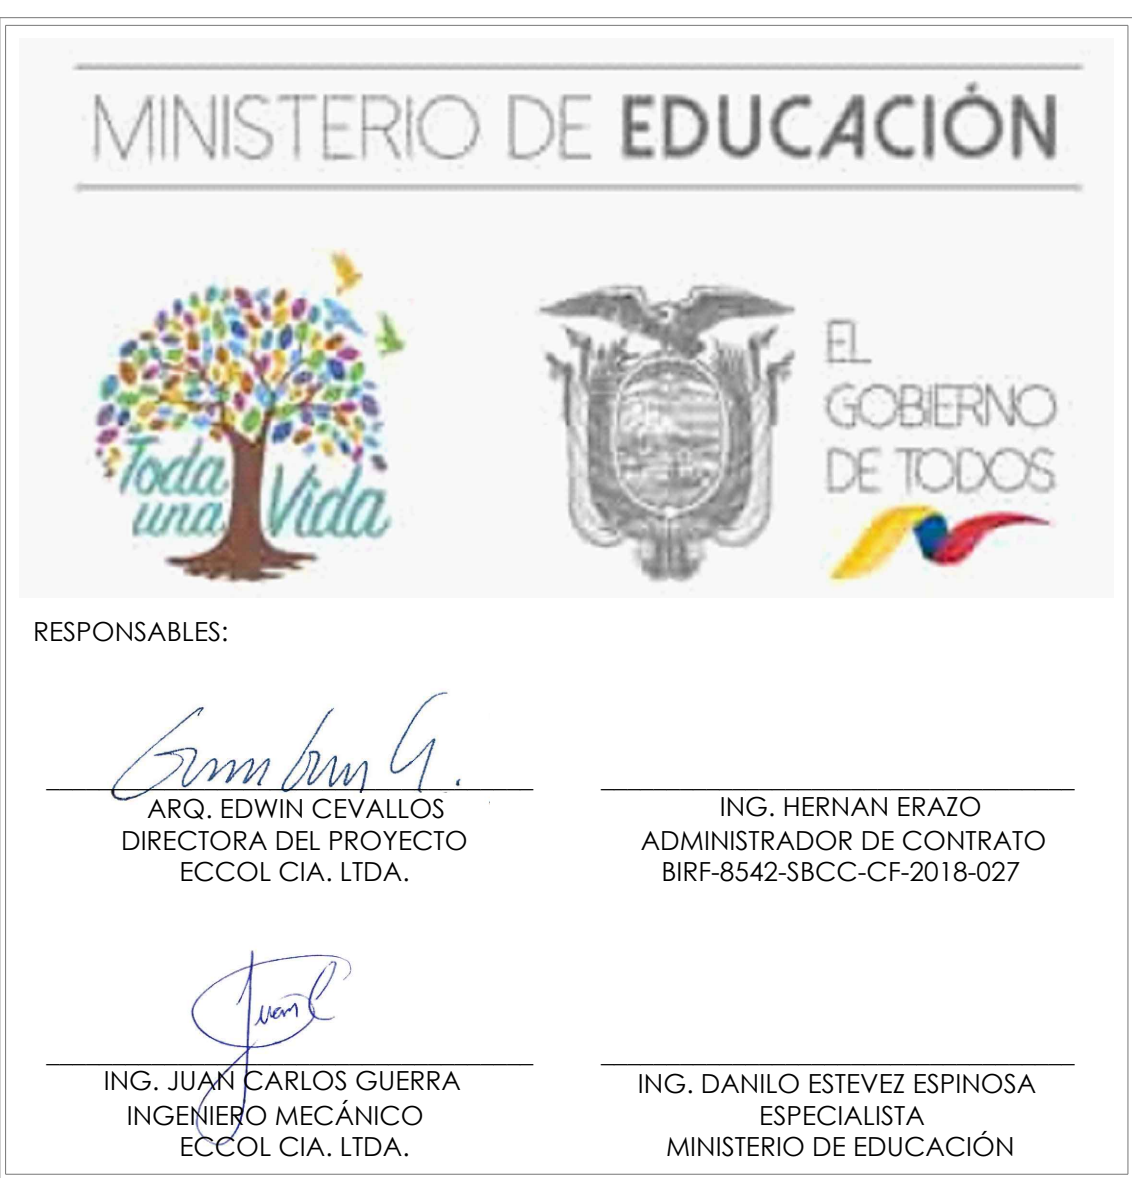 MINISTERIO DE EDUCACIÓN
Toda
una Vida
EL
GOBIERNO
DE TODOS
RESPONSABLES:
ARQ. EDWIN CEVALLOS
DIRECTORA DEL PROYECTO
ECCOL CIA. LTDA.
ING. HERNAN ERAZO
ADMINISTRADOR DE CONTRATO
BIRF-8542-SBCC-CF-2018-027
Juan C
ING. JUAN CARLOS GUERRA
INGENIERO MECÁNICO
ECCOL CIA. LTDA.
ING. DANILO ESTEVEZ ESPINOSA
ESPECIALISTA
MINISTERIO DE EDUCACIÓN